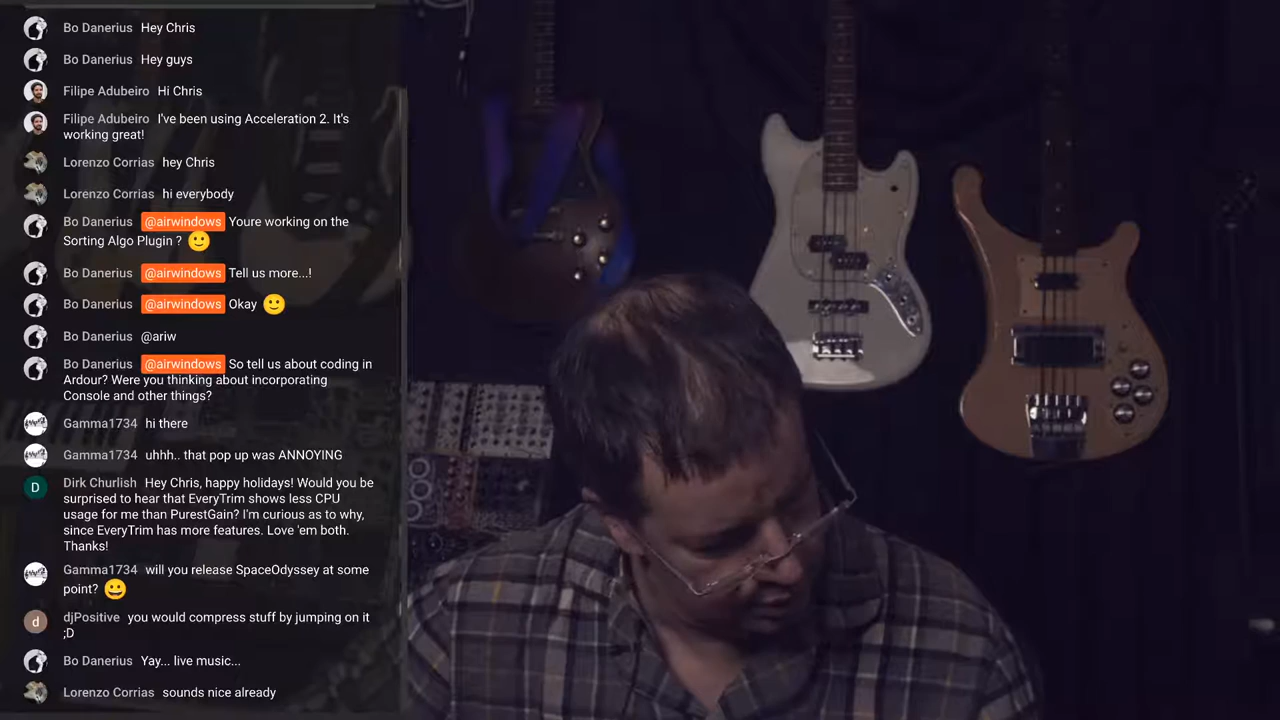 Bo Danerius Hey Chris
Bo Danerius Hey guys
Filipe Adubeiro Hi Chris
Filipe Adubeiro I've been using Acceleration 2. It's
working great!
Lorenzo Corrias hey Chris
Lorenzo Corrias hi everybody
Bo Danerius @airwindows Youre working on the
Sorting Algo Plugin ? 🙂
Bo Danerius @airwindows Tell us more...!
Bo Danerius @airwindows Okay 🙂
Bo Danerius @ariw
Bo Danerius @airwindows So tell us about coding in
Ardour? Were you thinking about incorporating
Console and other things?
Gamma1734 hi there
Gamma1734 uhhh.. that pop up was ANNOYING
D Dirk Churlish Hey Chris, happy holidays! Would you be
surprised to hear that EveryTrim shows less CPU
usage for me than PurestGain? I'm curious as to why,
since EveryTrim has more features. Love 'em both.
Thanks!
Gamma1734 will you release SpaceOdyssey at some
point? 😀
d djPositive you would compress stuff by jumping on it
;D
Bo Danerius Yay... live music...
Lorenzo Corrias sounds nice already